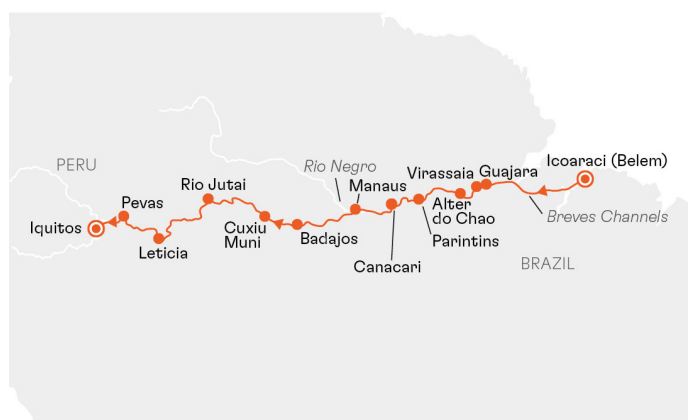 PERU
Rio Negro
Icoaraci (Belem)
Virassaia
Guajara
Rio Jutai
Manaus
Pevas
Alter
do Chao
Breves Channels
Iquitos
Cuxiu
Muni
Badajos
Parintins
Leticia
Canacari
BRAZIL